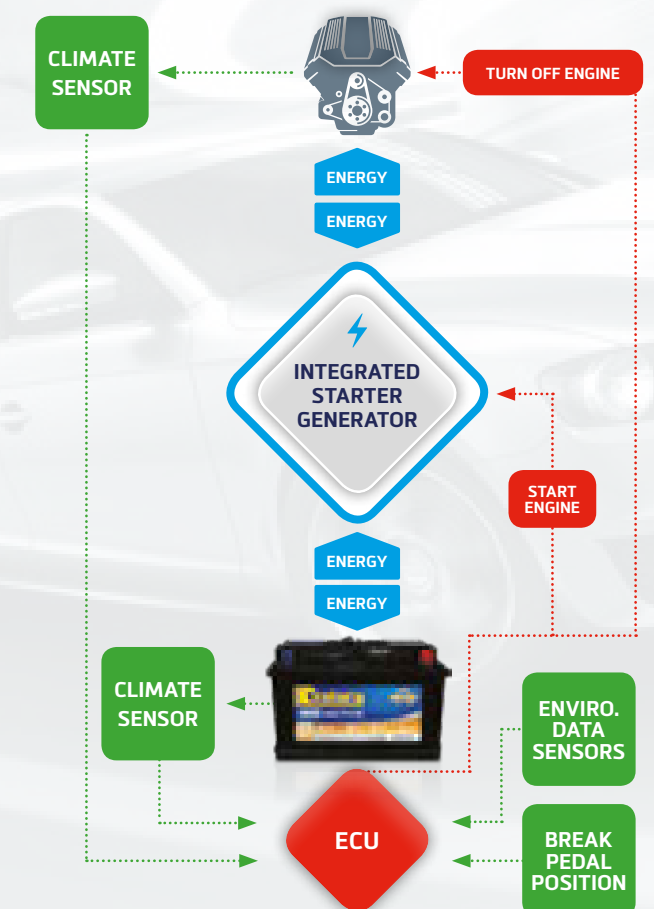 CLIMATE
SENSOR
TURN OFF ENGINE
ENERGY
ENERGY
INTEGRATED
STARTER
GENERATOR
START
ENGINE
ENERGY
ENERGY
CLIMATE
SENSOR
ENVIRO.
DATA
SENSORS
ECU
BREAK
PEDAL
POSITION